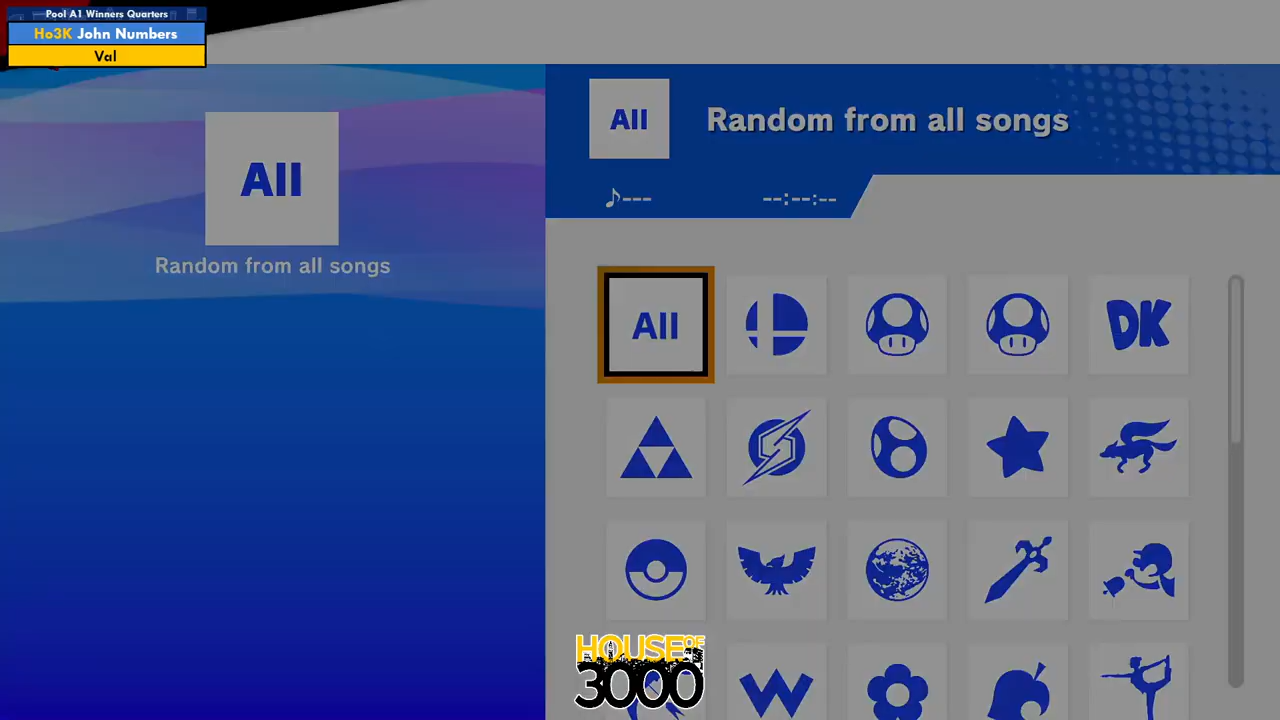 Pool A1 Winners Quarters
Ho3K John Numbers
Val
All
Random from all songs
All
Random from all songs
♪---
--:--:--
All
DK
HOUSE OF
3000